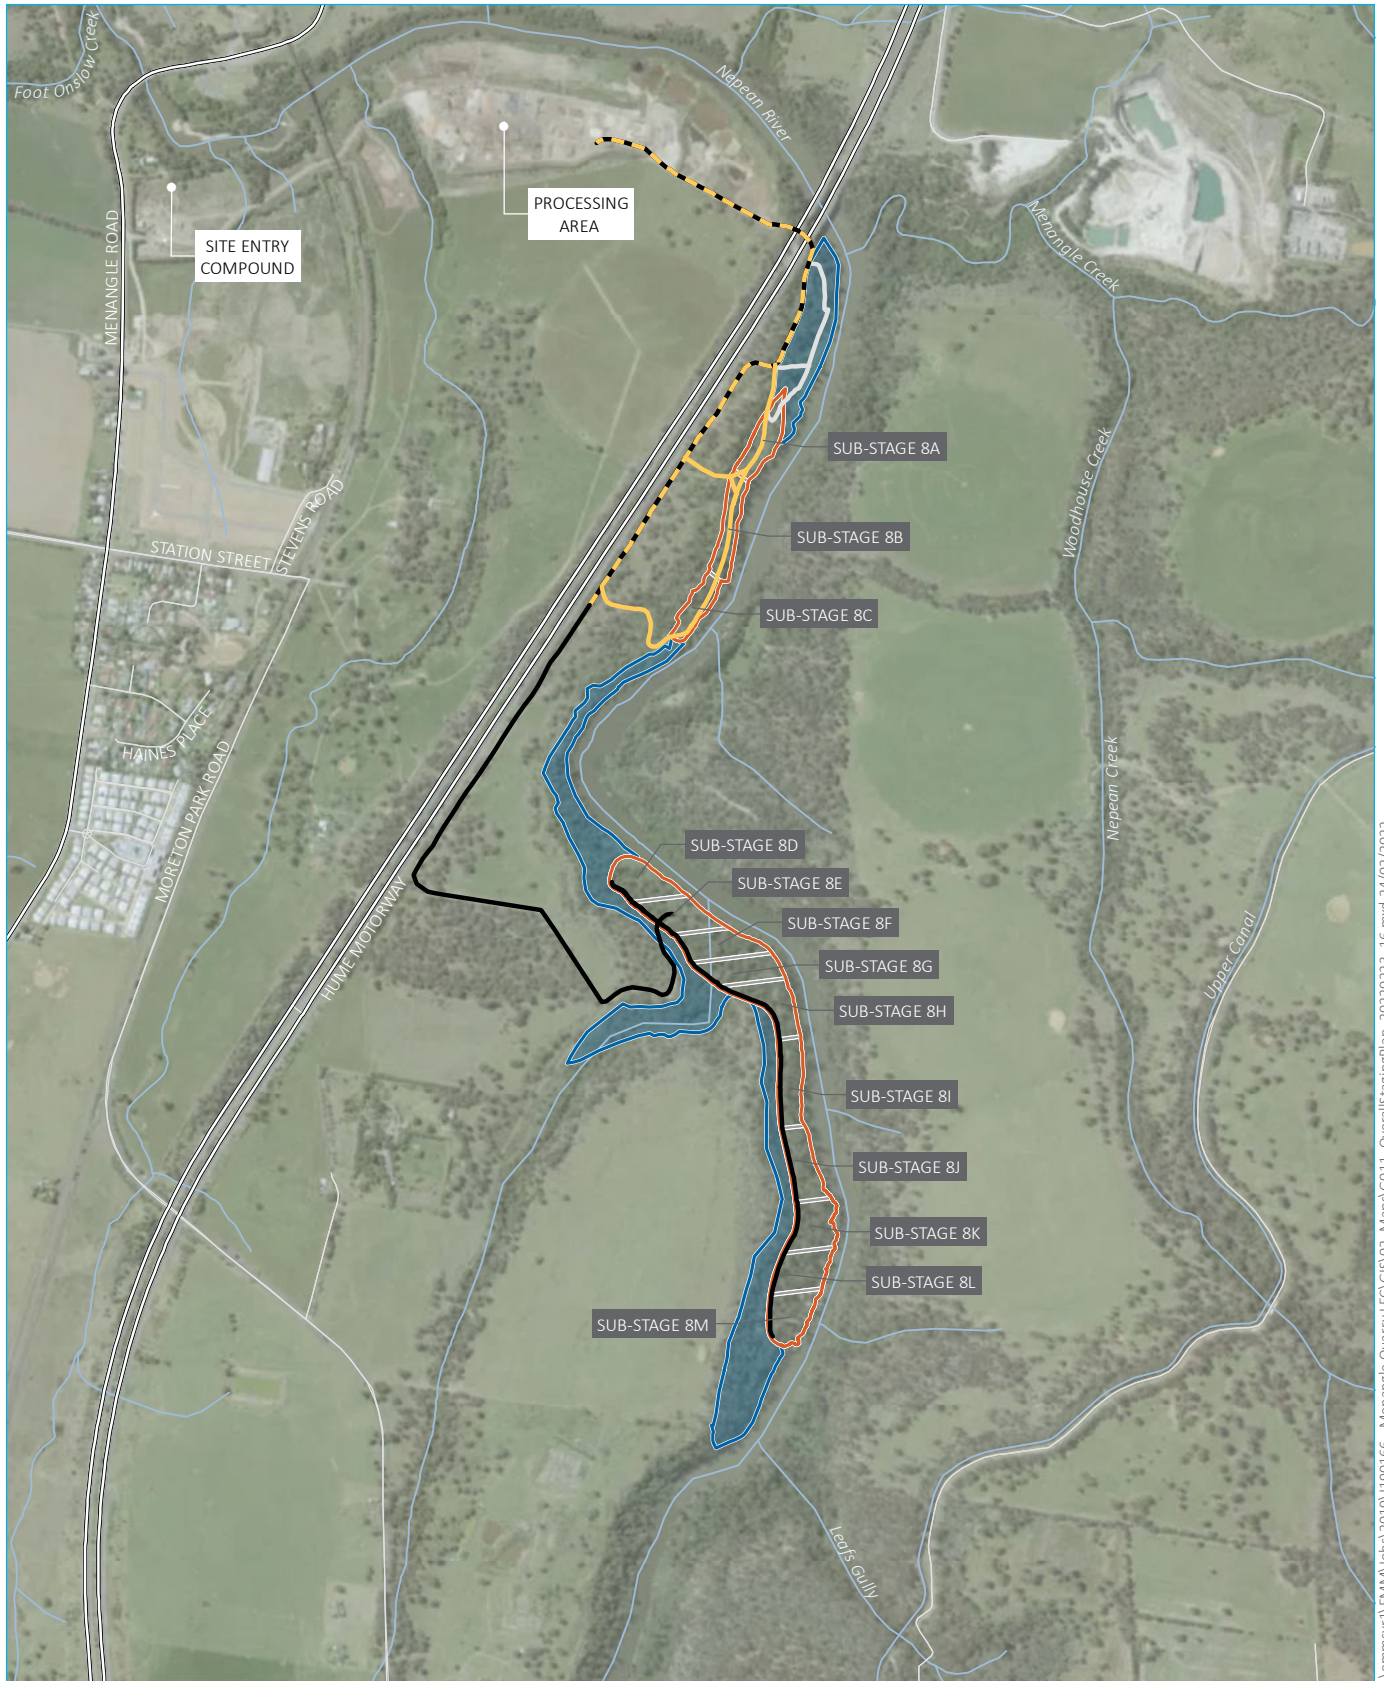 Foot Onslow Creek
Nepean River
PROCESSING
AREA
SITE ENTRY
COMPOUND
MENANGLE ROAD
Menangle Creek
SUB-STAGE 8A
Woodhouse Creek
STEVENS ROAD
SUB-STAGE 8B
STATION STREET
SUB-STAGE 8C
HAINES PLACE
MORETON PARK ROAD
Nepean Creek
SUB-STAGE 8D
SUB-STAGE 8E
HUME MOTORWAY
SUB-STAGE 8F
Upper Canal
SUB-STAGE 8G
SUB-STAGE 8H
SUB-STAGE 8I
SUB-STAGE 8J
SUB-STAGE 8K
SUB-STAGE 8L
SUB-STAGE 8M
Leafs Gully